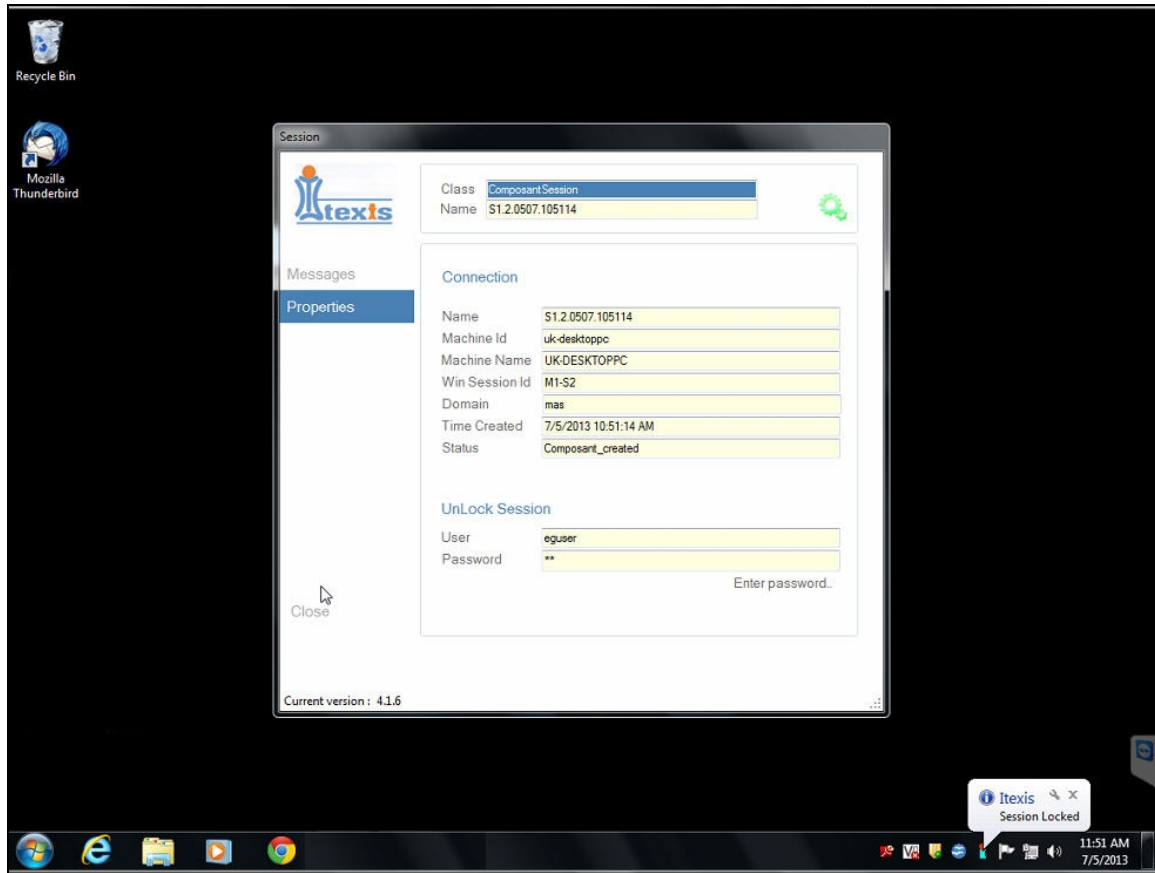 Recycle Bin
Mozilla
Thunderbird
Session
itexis
Class ComposantSession
Name S1.2.0507.105114
Messages
Properties
Connection
Name S1.2.0507.105114
Machine Id uk-desktoppc
Machine Name UK-DESKTOPPC
Win Session Id M1-S2
Domain mas
Time Created 7/5/2013 10:51:14 AM
Status Composant_created
UnLock Session
User eguser
Password **
Enter password..
Close
Current version : 4.1.6
Itexis
Session Locked
11:51 AM
7/5/2013